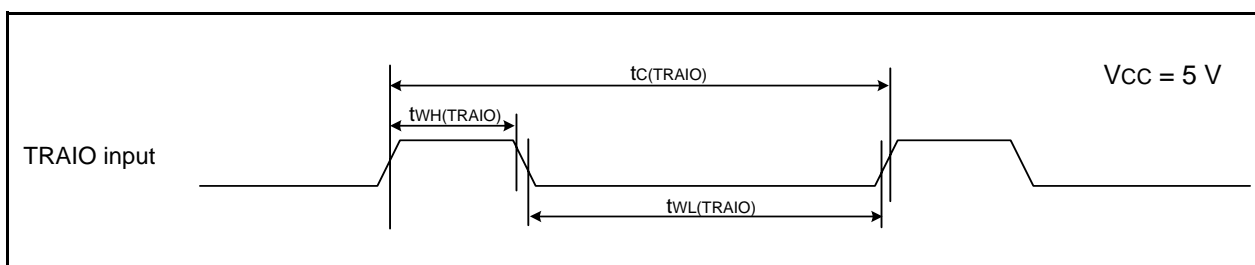 tC(TRAIO)
VCC = 5 V
tWH(TRAIO)
TRAIO input
tWL(TRAIO)